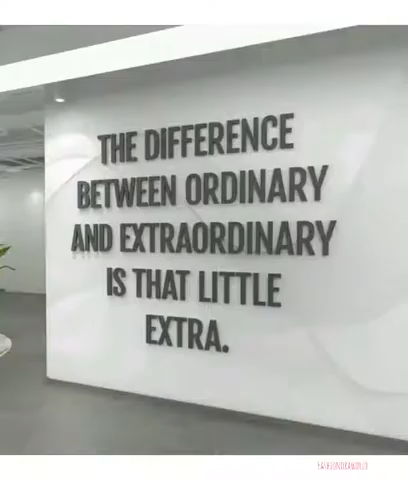 THE DIFFERENCE
BETWEEN ORDINARY
AND EXTRAORDINARY
IS THAT LITTLE
EXTRA.